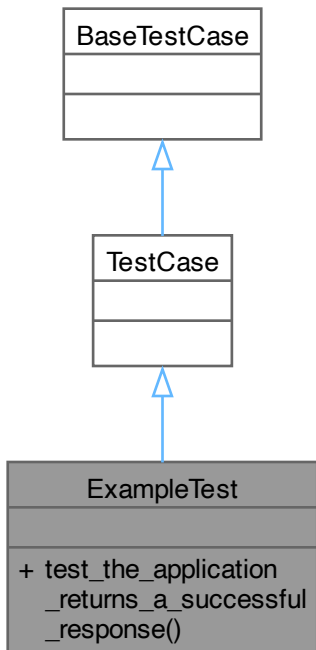 BaseTestCase
TestCase
ExampleTest
+ test_the_application
_returns_a_successful
_response()